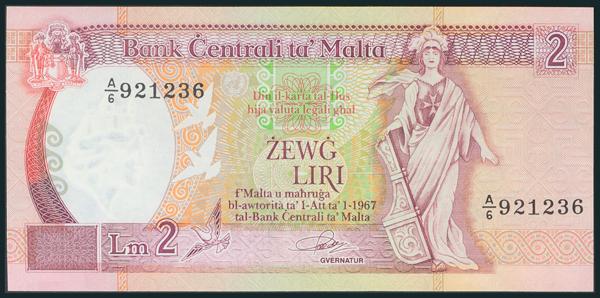 Bank Ċentrali ta' Malta
2
A/6 921236
Din il-karta tal-flus
hija valuta legali għal
ŻEWĠ
LIRI
f'Malta u maħruġa
bl-awtorità ta' l-Att ta' l-1967
tal-Bank Ċentrali ta' Malta
A/6 921236
Lm 2
GVERNATUR